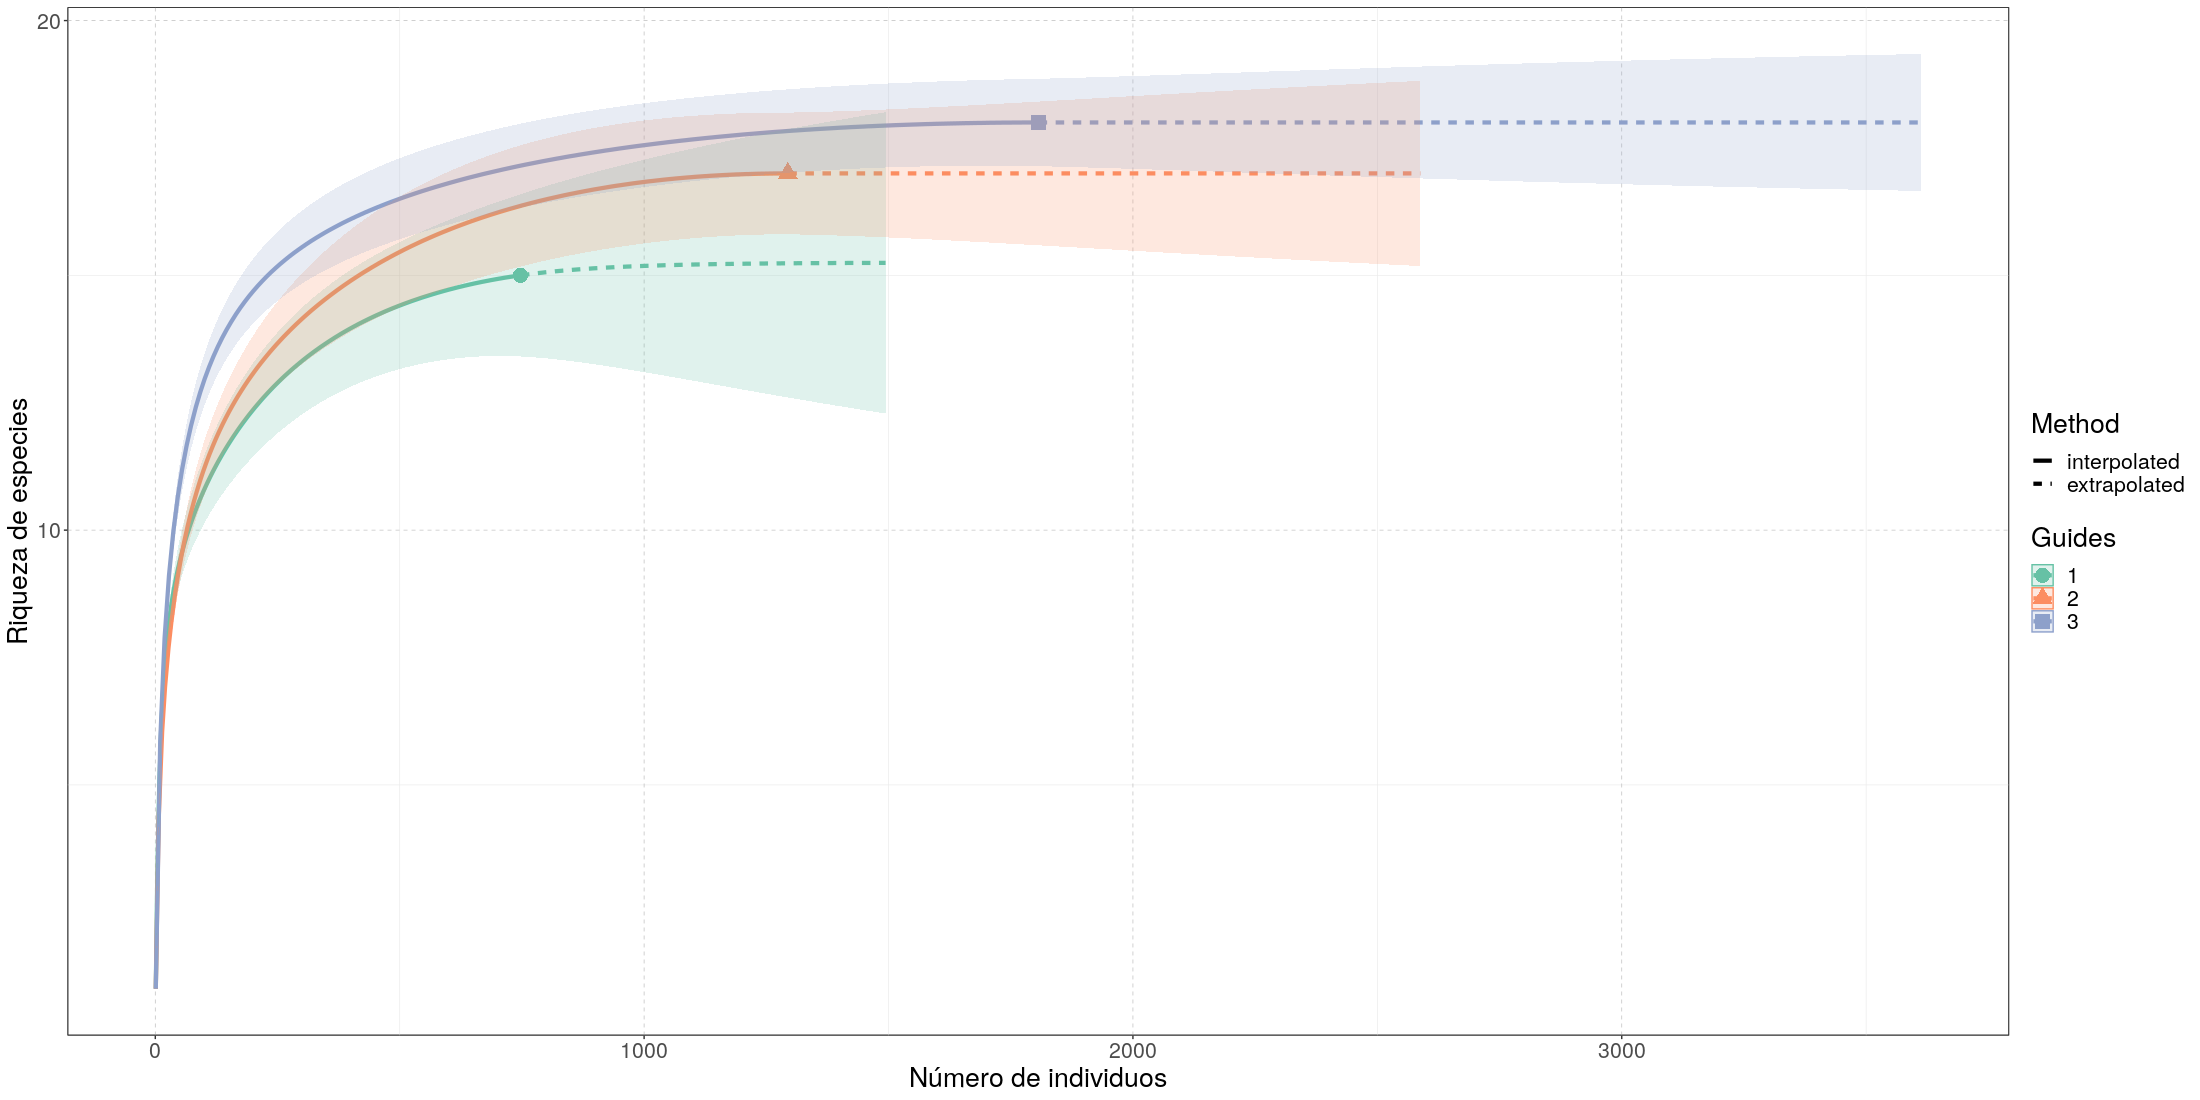 20
10
Riqueza de especies
0
1000
2000
3000
Número de individuos
Method
interpolated
extrapolated
Guides
1
2
3